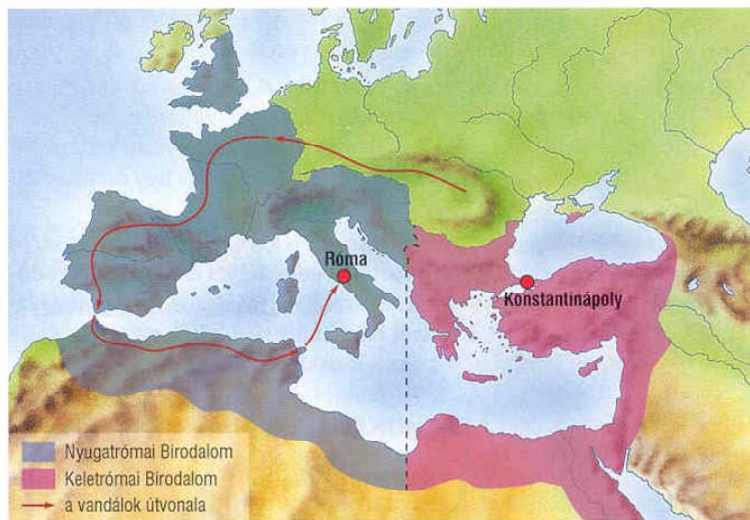 Róma
Konstantinápoly
Nyugatrómai Birodalom
Keletrómai Birodalom
a vandálok útvonala